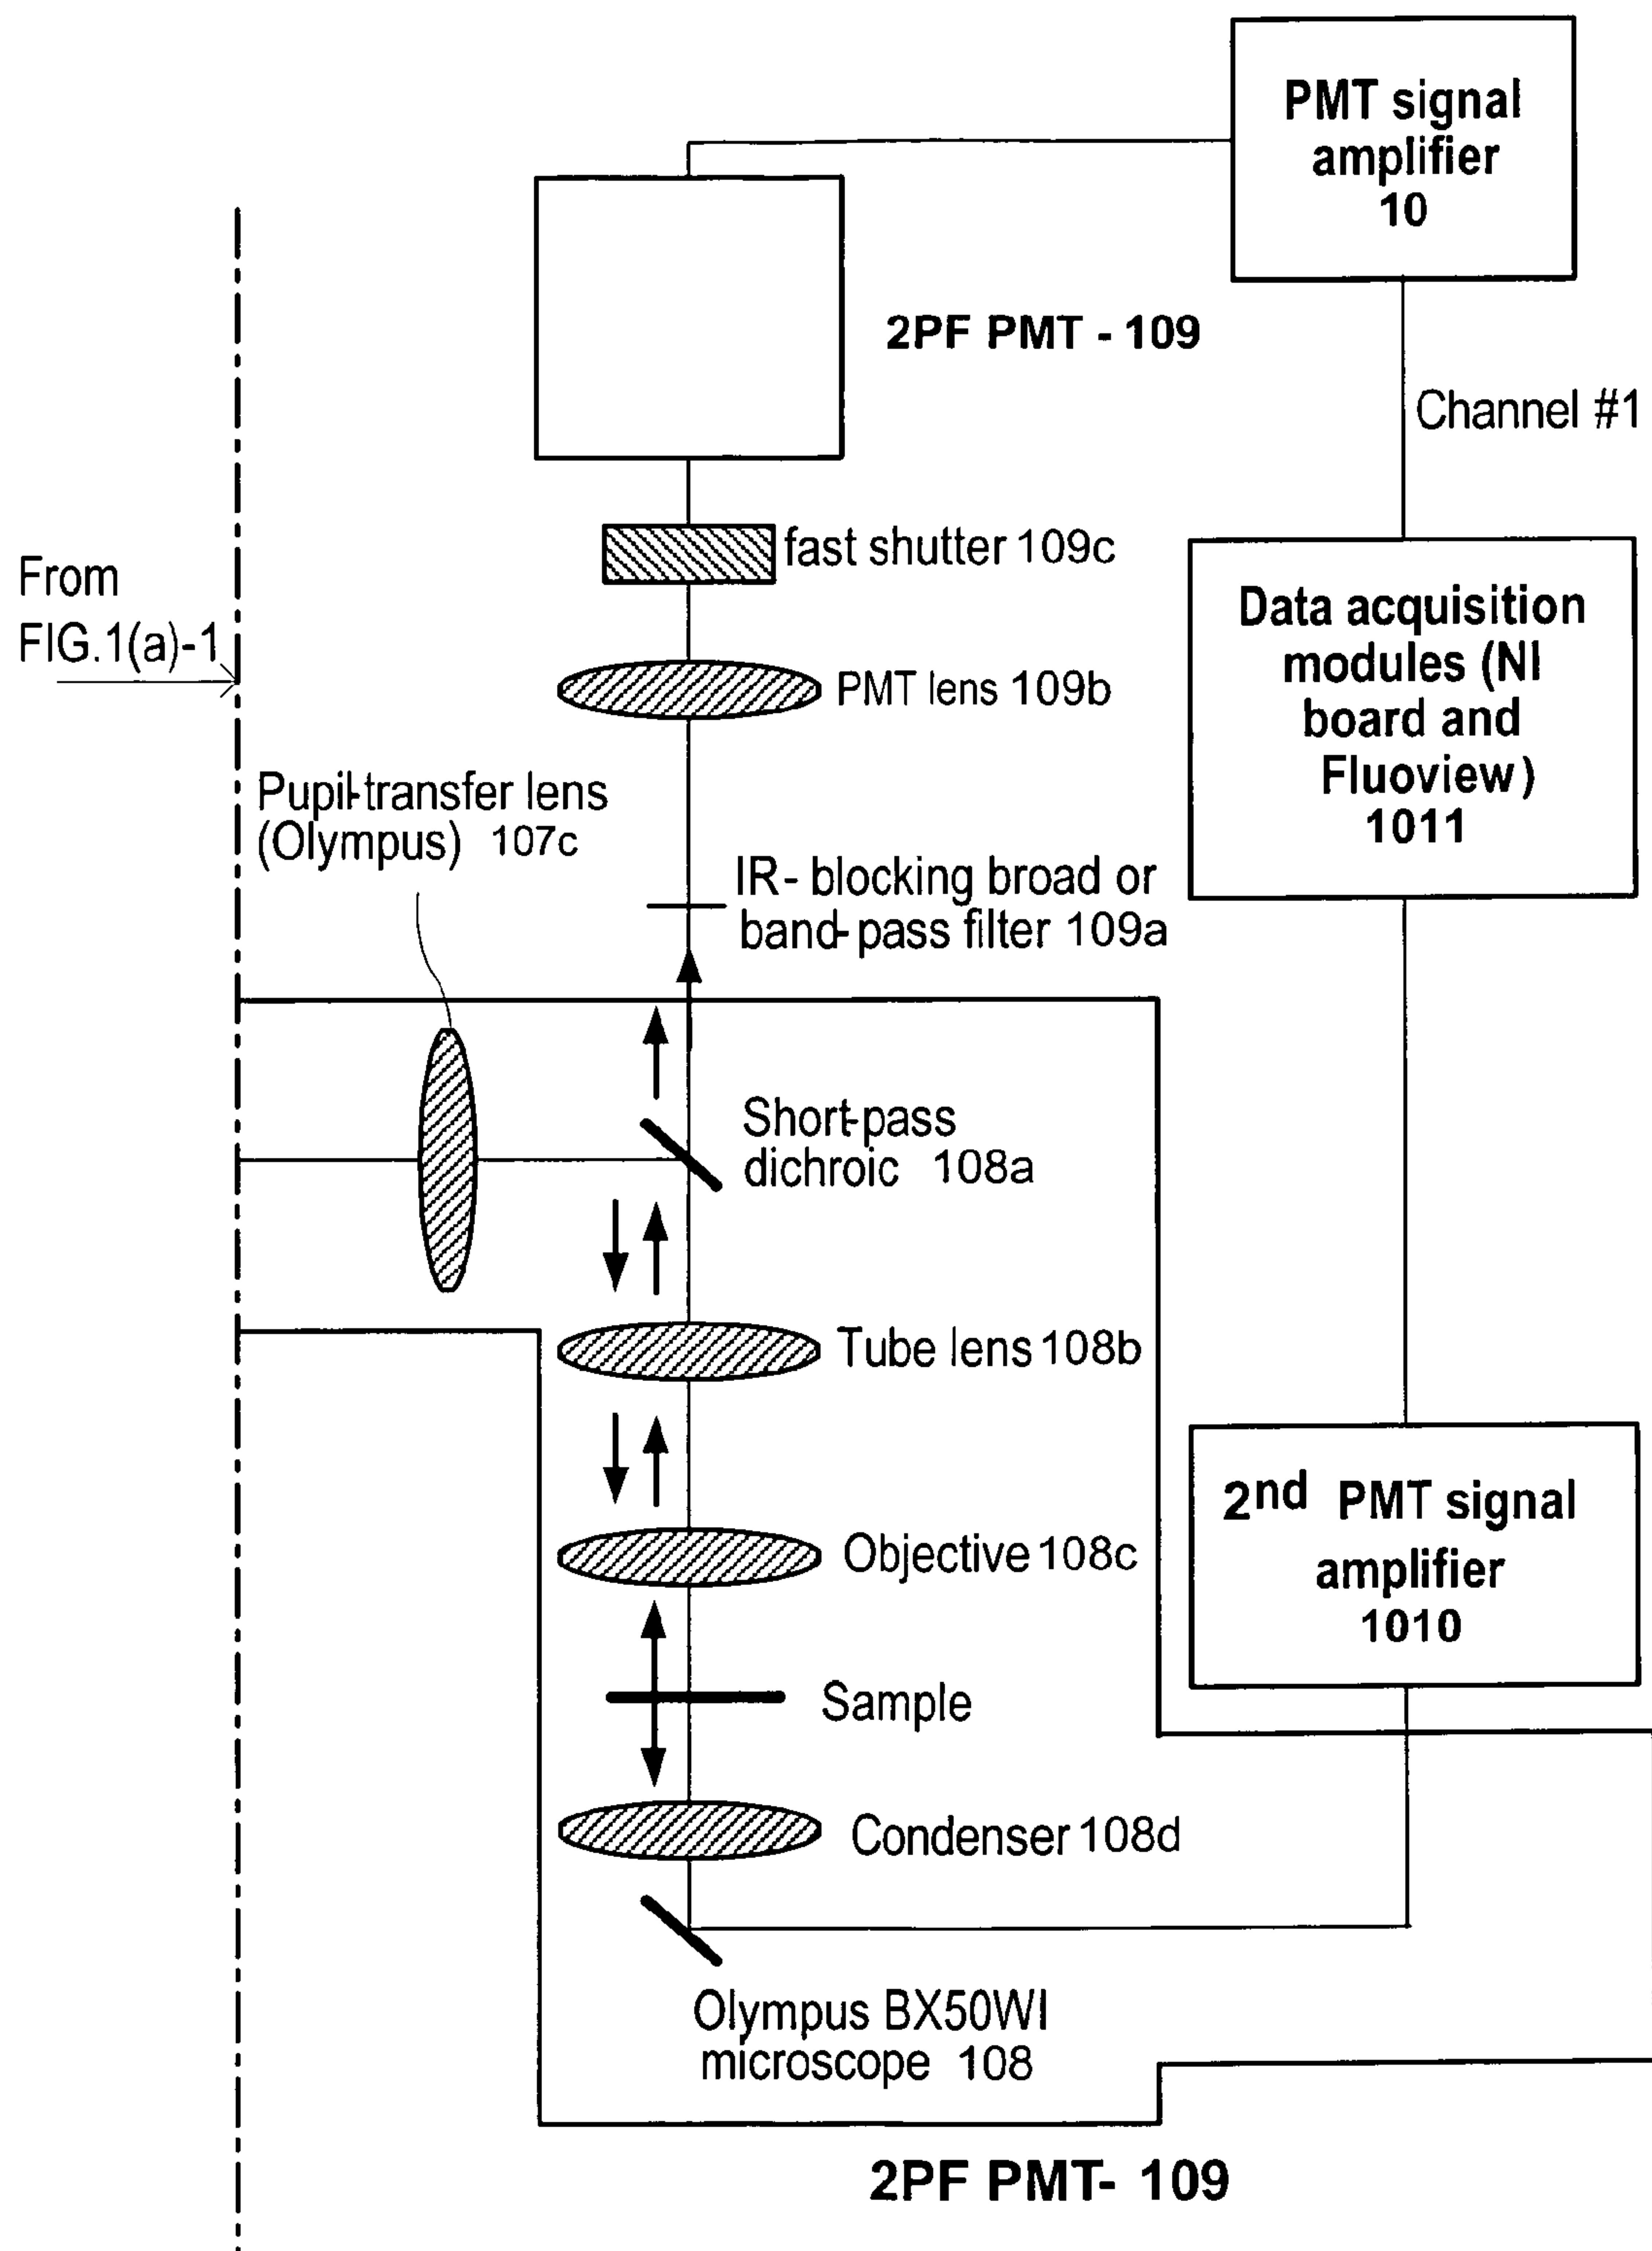 PMT signal
amplifier
10
2PF PMT - 109
Channel #1
fast shutter 109c
From
FIG.1(a)-1
Data acquisition
modules (NI
board and
Fluoview)
1011
PMT lens 109b
Pupil-transfer lens
(Olympus) 107c
IR- blocking broad or
band-pass filter 109a
Short-pass
dichroic 108a
Tube lens 108b
2nd PMT signal
amplifier
1010
Objective 108c
Sample
Condenser 108d
Olympus BX50WI
microscope 108
2PF PMT- 109